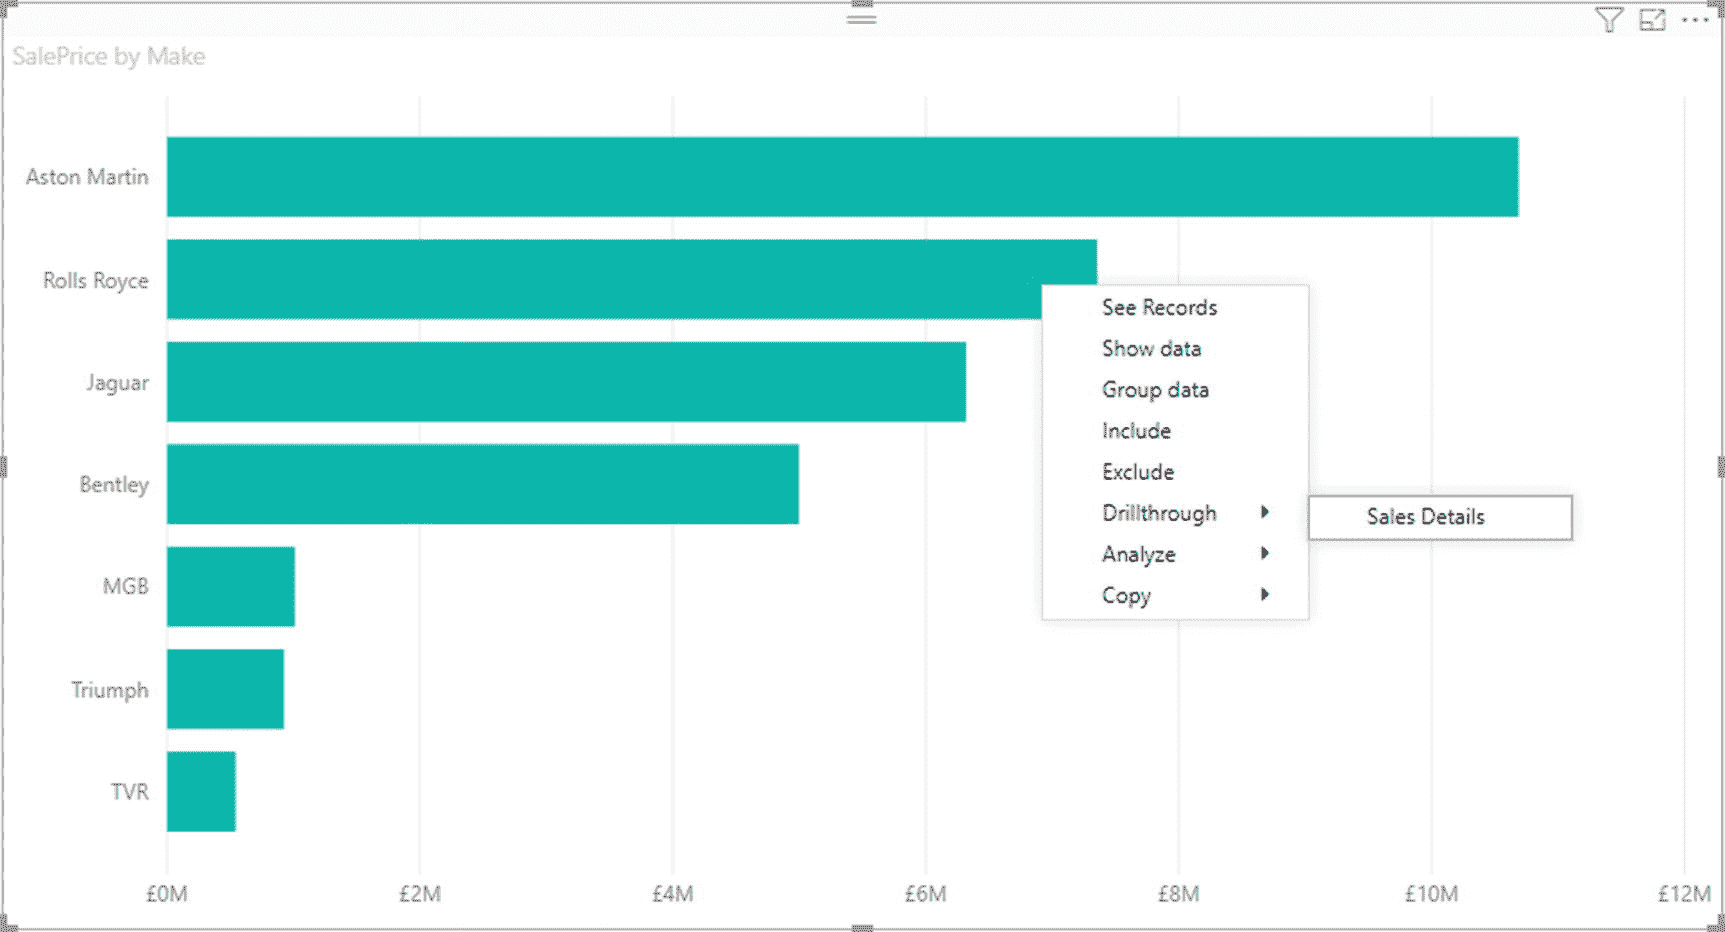 SalePrice by Make
Aston Martin
Rolls Royce
Jaguar
Bentley
MGB
Triumph
TVR
£0M
£2M
£4M
£6M
£8M
£10M
£12M
See Records
Show data
Group data
Include
Exclude
Drillthrough
Analyze
Copy
Sales Details